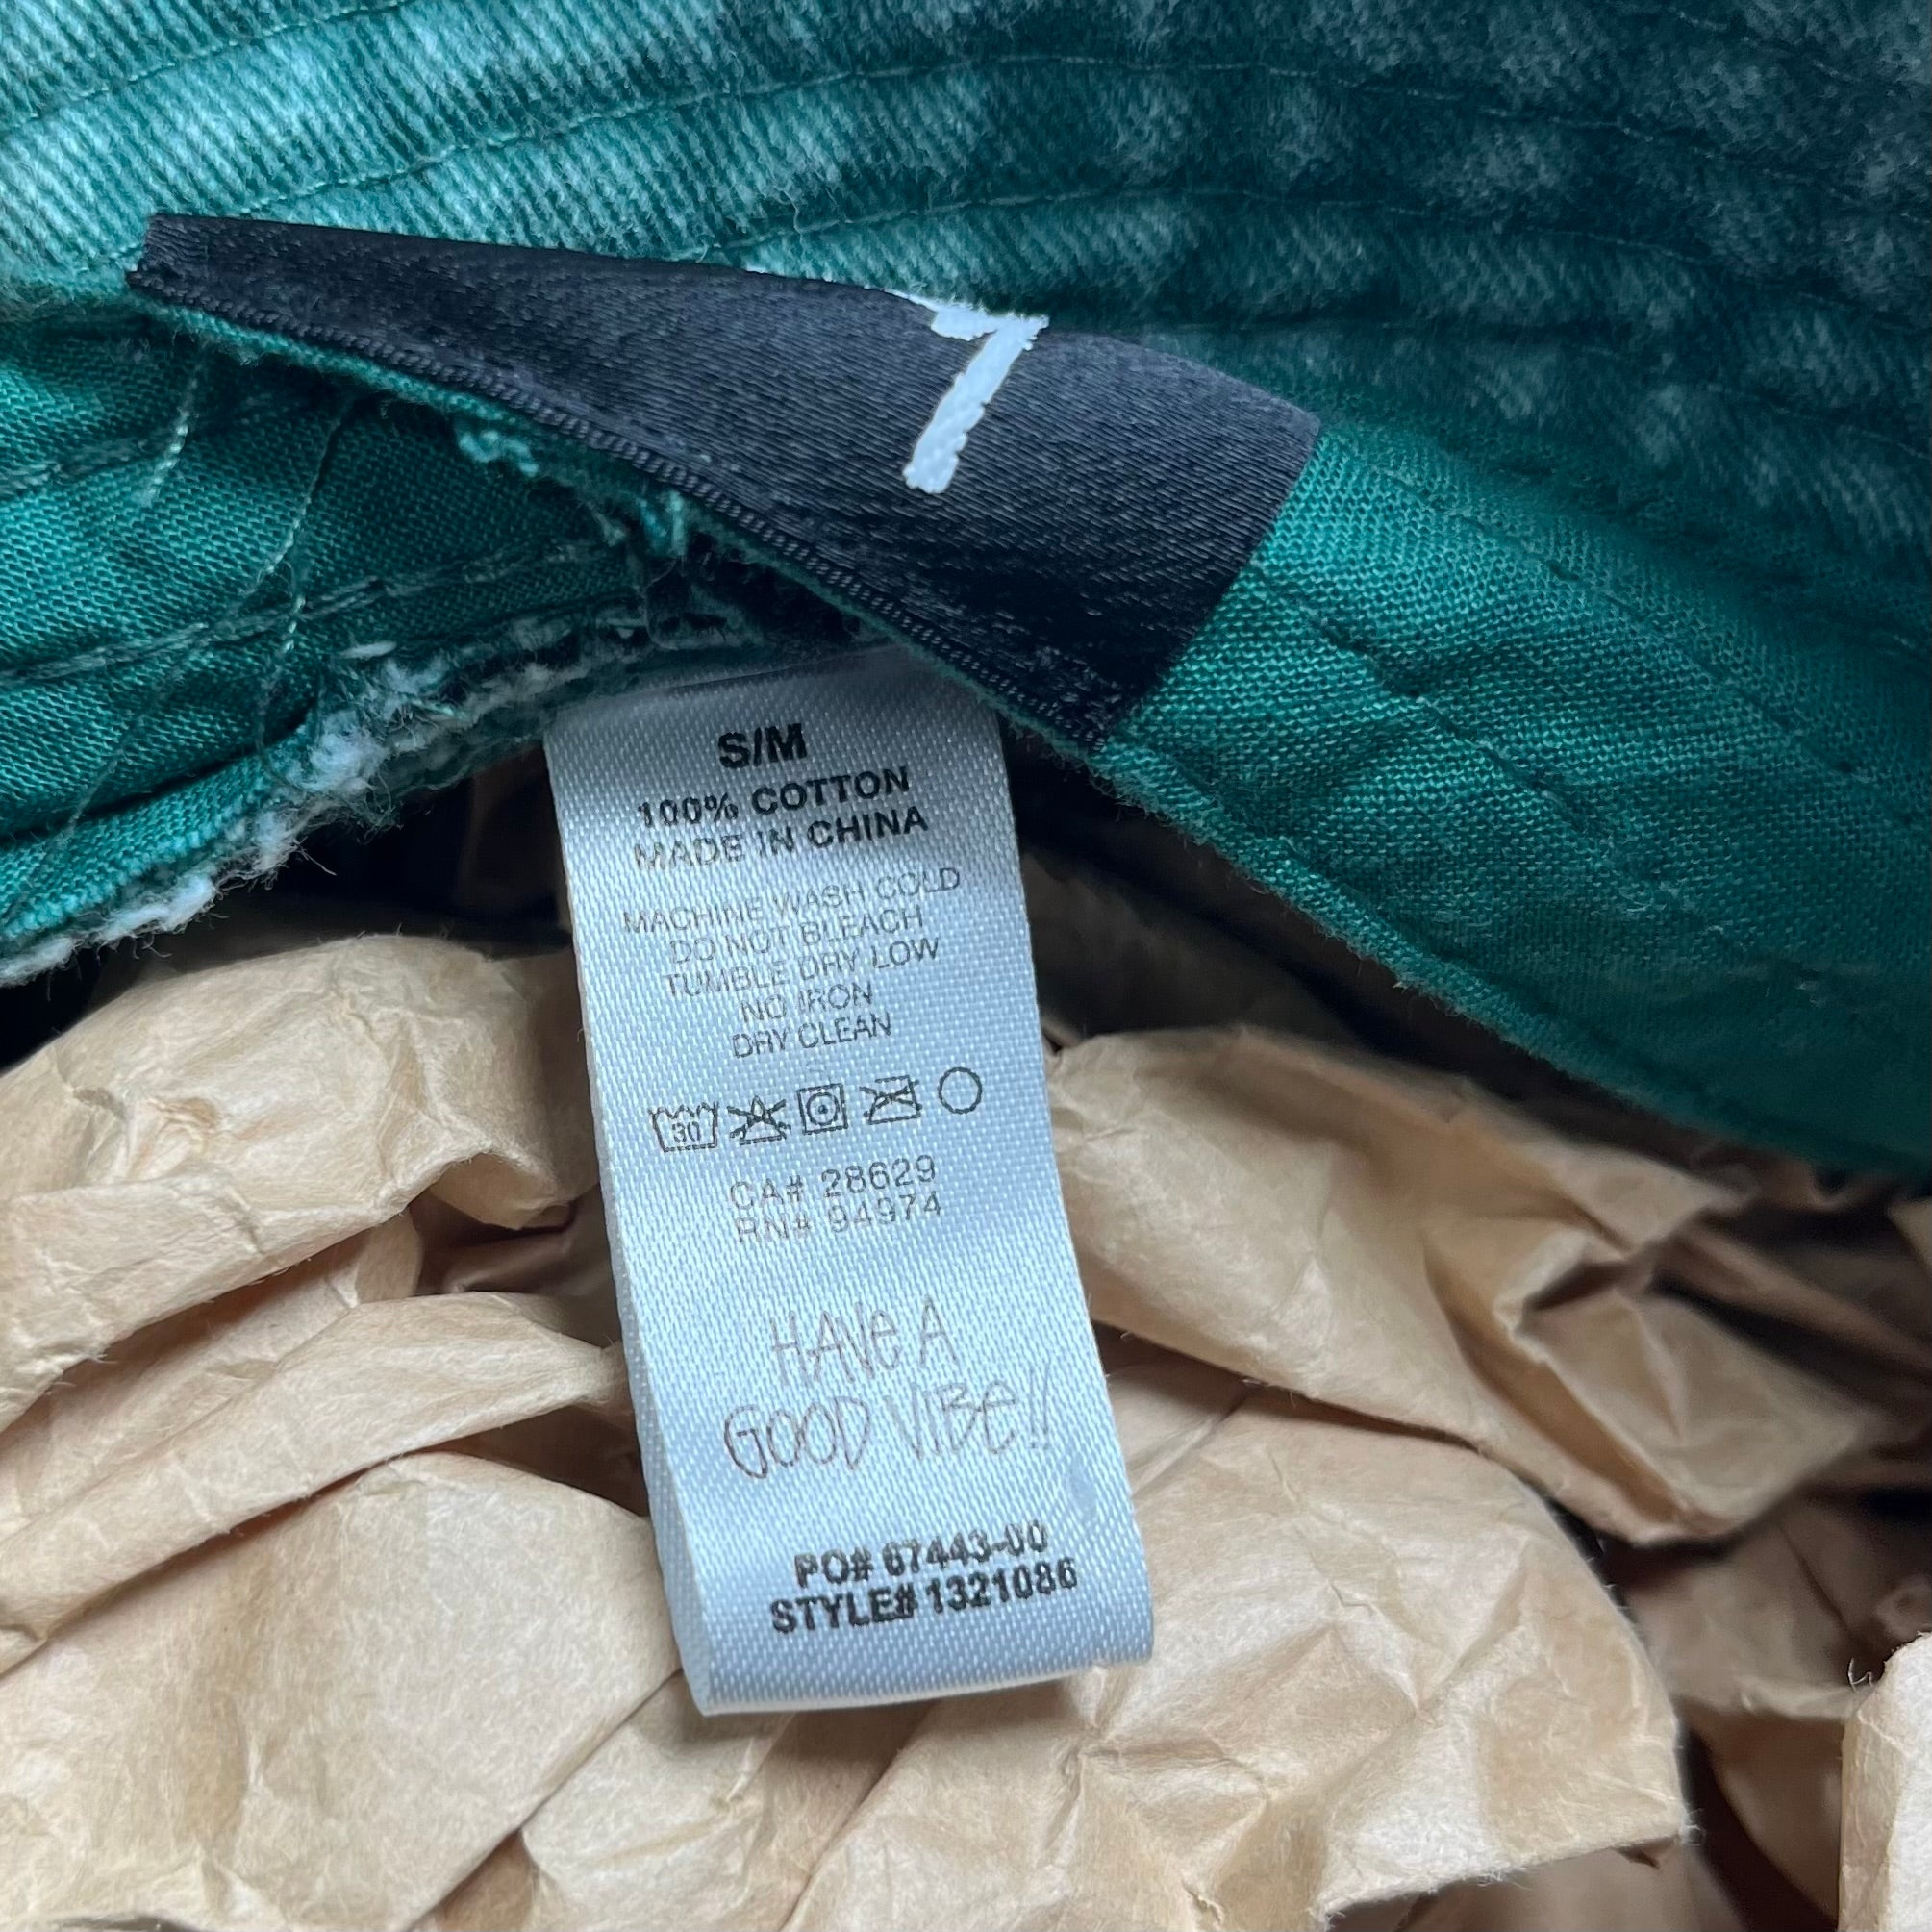 S/M
100% COTTON
MADE IN CHINA
MACHINE WASH COLD
DO NOT BLEACH
TUMBLE DRY LOW
NO IRON
DRY CLEAN
30
CA# 28629
RN# 94974
HAVE A
GOOD VIBE!!
PO# 67443-00
STYLE# 1321086